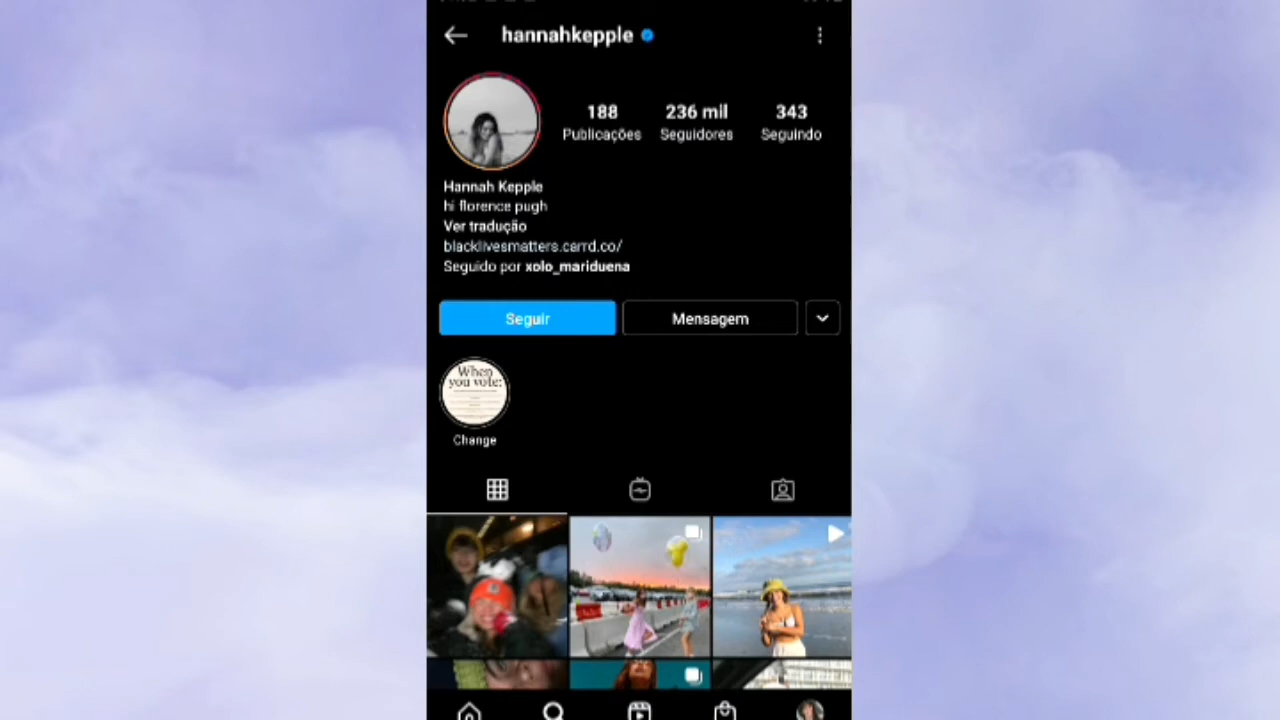 hannahkepple
188
236 mil
343
Publicações
Seguidores
Seguindo
Hannah Kepple
hi florence pugh
Ver tradução
blacklivesmatters.carrd.co/
Seguido por xolo_mariduena
Seguir
Mensagem
When
you vote:
Change